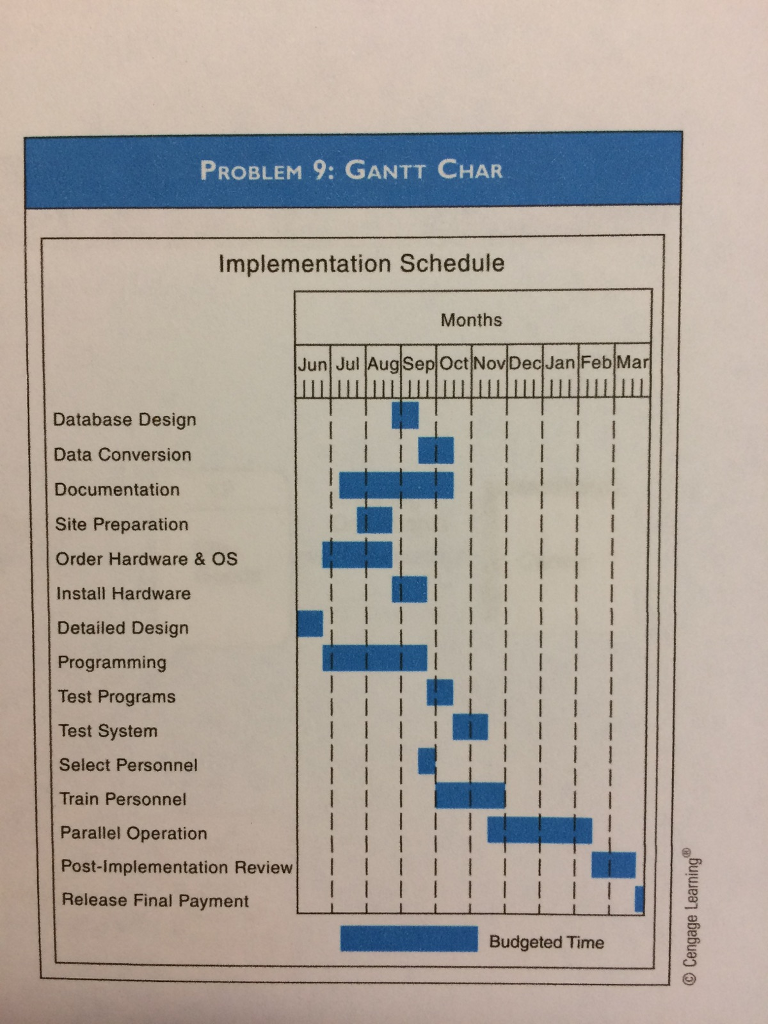 PROBLEM 9: GANTT CHAR
Implementation Schedule
Months
Jun Jul Aug Sep Oct Nov Dec Jan Feb Mar
Database Design
Data Conversion
Documentation
Site Preparation
Order Hardware & OS
Install Hardware
Detailed Design
Programming
Test Programs
Test System
Select Personnel
Train Personnel
Parallel Operation
Post-Implementation Review
Release Final Payment
Budgeted Time
© Cengage Learning®